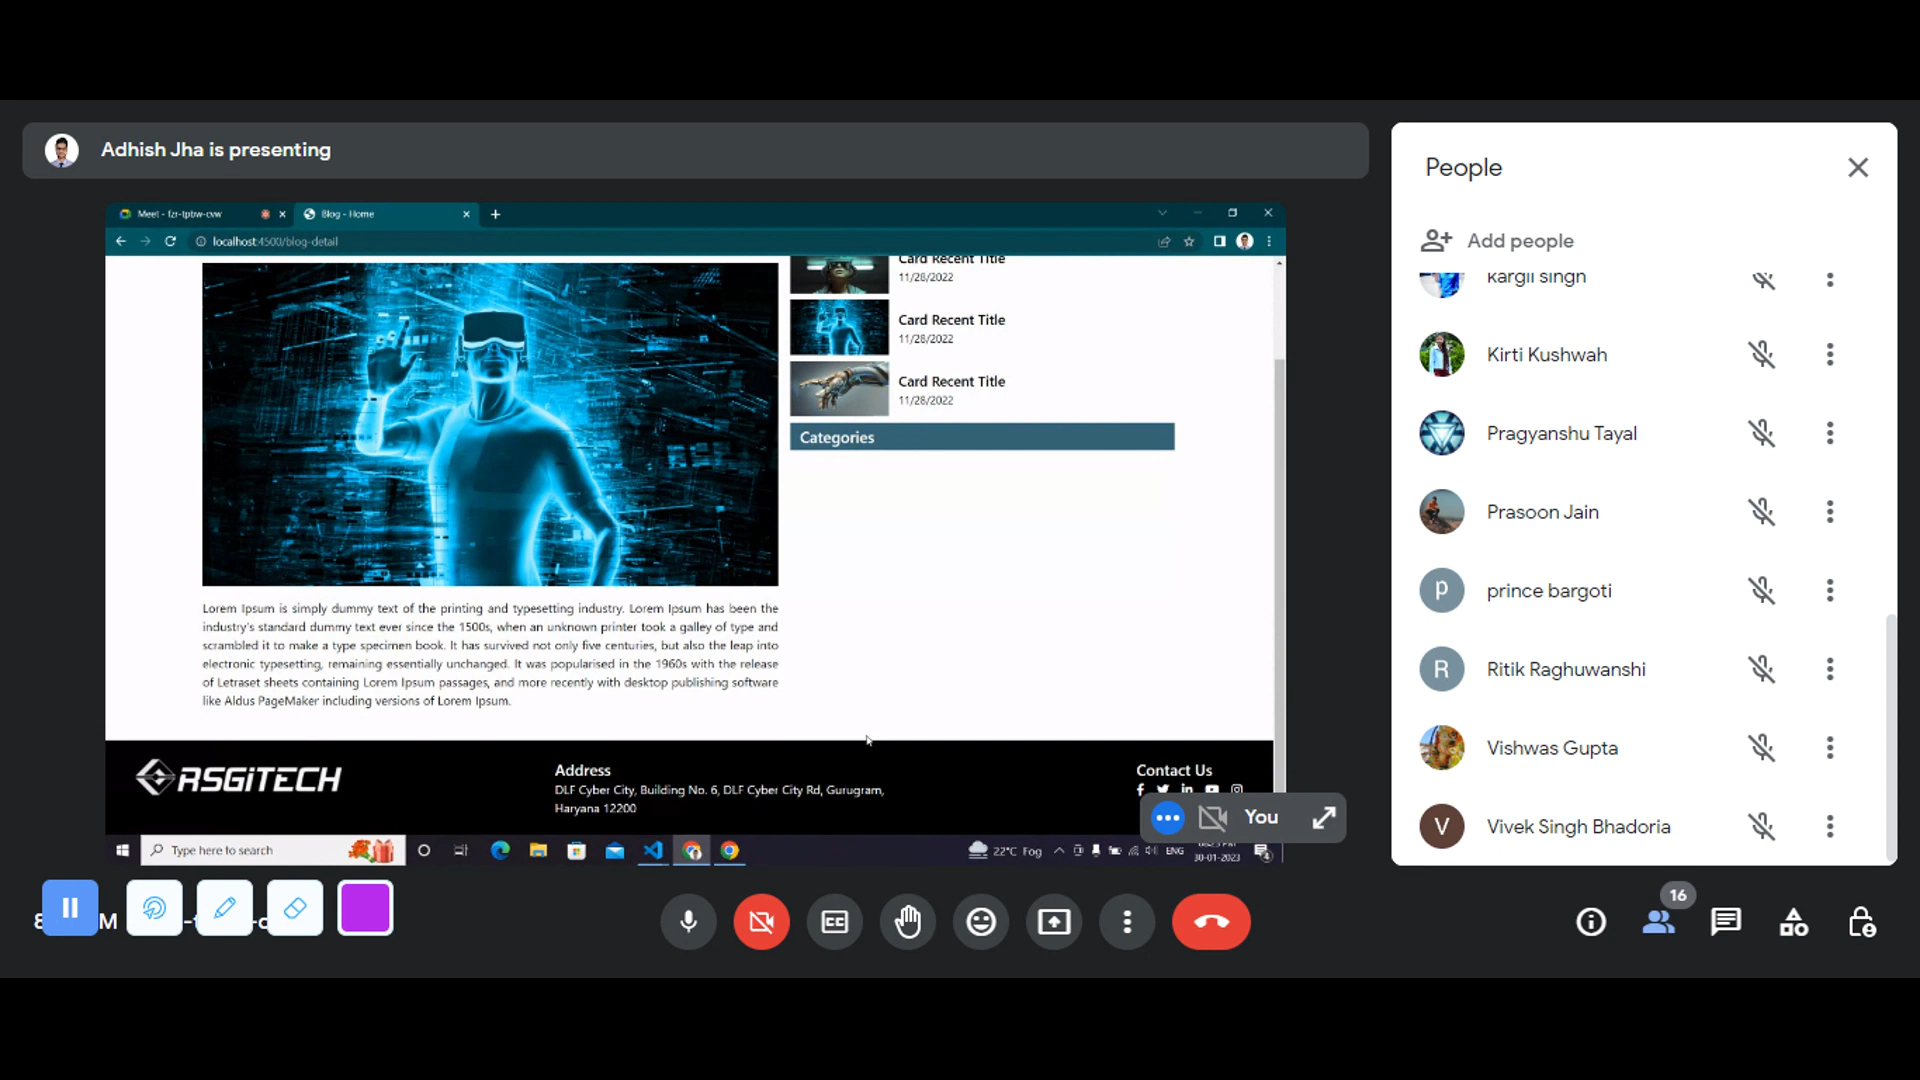 Adhish Jha is presenting
Meet - fzr-tpbw-cvw
Blog - Home
localhost:4500/blog-detail
Card Recent Title
11/28/2022
Card Recent Title
11/28/2022
Card Recent Title
11/28/2022
Categories
Lorem Ipsum is simply dummy text of the printing and typesetting industry. Lorem Ipsum has been the
industry's standard dummy text ever since the 1500s, when an unknown printer took a galley of type and
scrambled it to make a type specimen book. It has survived not only five centuries, but also the leap into
electronic typesetting, remaining essentially unchanged. It was popularised in the 1960s with the release
of Letraset sheets containing Lorem Ipsum passages, and more recently with desktop publishing software
like Aldus PageMaker including versions of Lorem Ipsum.
RSGITECH
Address
DLF Cyber City, Building No. 6, DLF Cyber City Rd, Gurugram,
Haryana 12200
Contact Us
You
Type here to search
22°C Fog
ENG
30-01-2023
4
People
Add people
kargil singh
Kirti Kushwah
Pragyanshu Tayal
Prasoon Jain
p
prince bargoti
R
Ritik Raghuwanshi
Vishwas Gupta
V
Vivek Singh Bhadoria
16